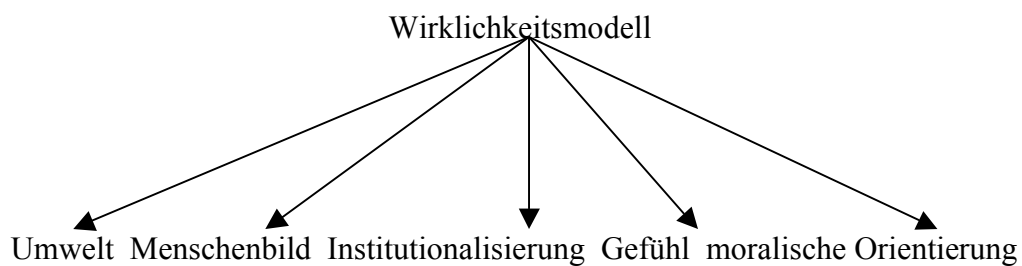 Wirklichkeitsmodell
Umwelt Menschenbild Institutionalisierung Gefühl moralische Orientierung